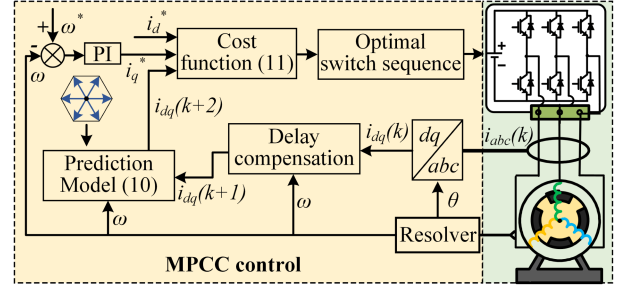 + ω*
i_d*
-
ω
PI
i_q*
Cost
function (11)
Optimal
switch sequence
+
-
i_dq(k+2)
Delay
compensation
i_dq(k)
dq
abc
i_abc(k)
Prediction
Model (10)
i_dq(k+1)
ω
ω
θ
Resolver
MPCC control